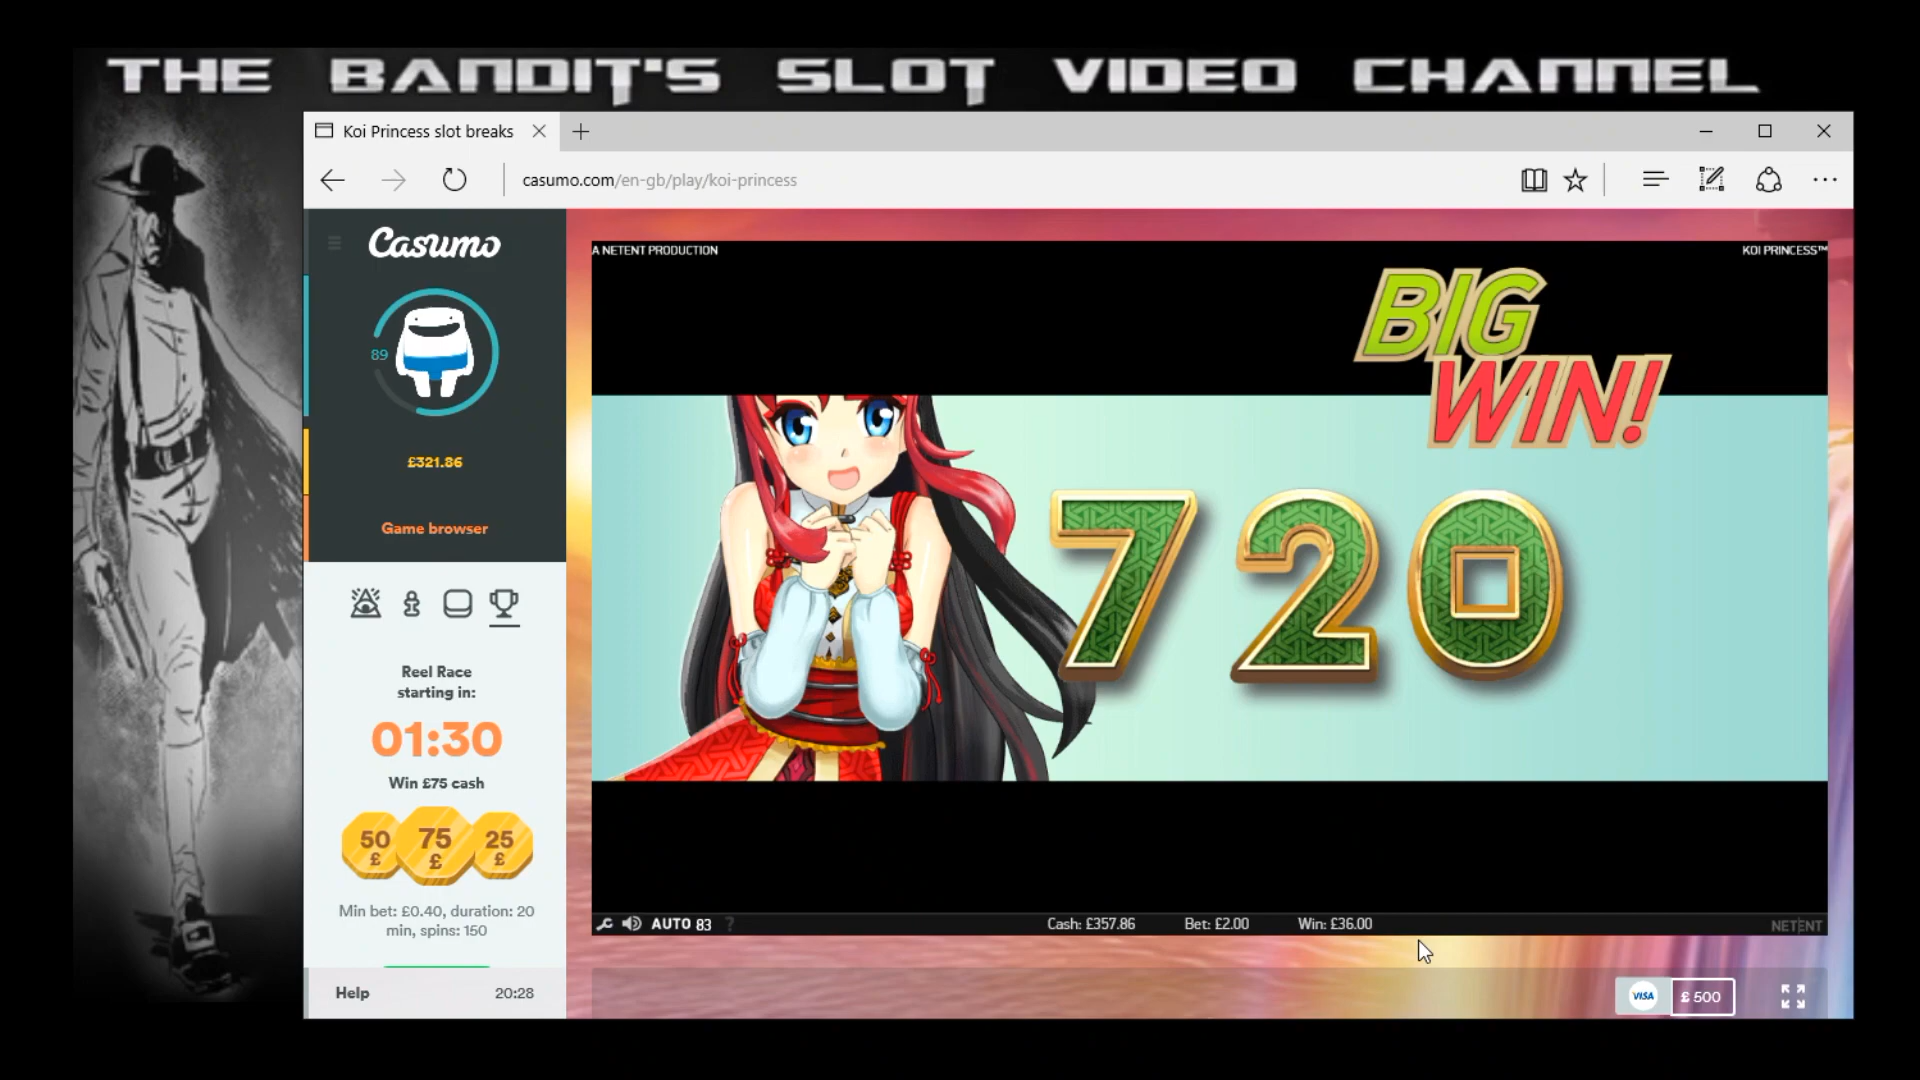 THE BANDIT'S SLOT VIDEO CHANNEL
Koi Princess slot breaks
casumo.com/en-gb/play/koi-princess
Casumo
89
£321.86
Game browser
Reel Race
starting in:
01:30
Win £75 cash
50 £
75 £
25 £
Min bet: £0.40, duration: 20
min, spins: 150
Help
20:28
A NETENT PRODUCTION
KOI PRINCESS™
BIG
WIN!
720
AUTO 83
?
Cash: £357.86
Bet: £2.00
Win: £36.00
NETENT
VISA
£ 500